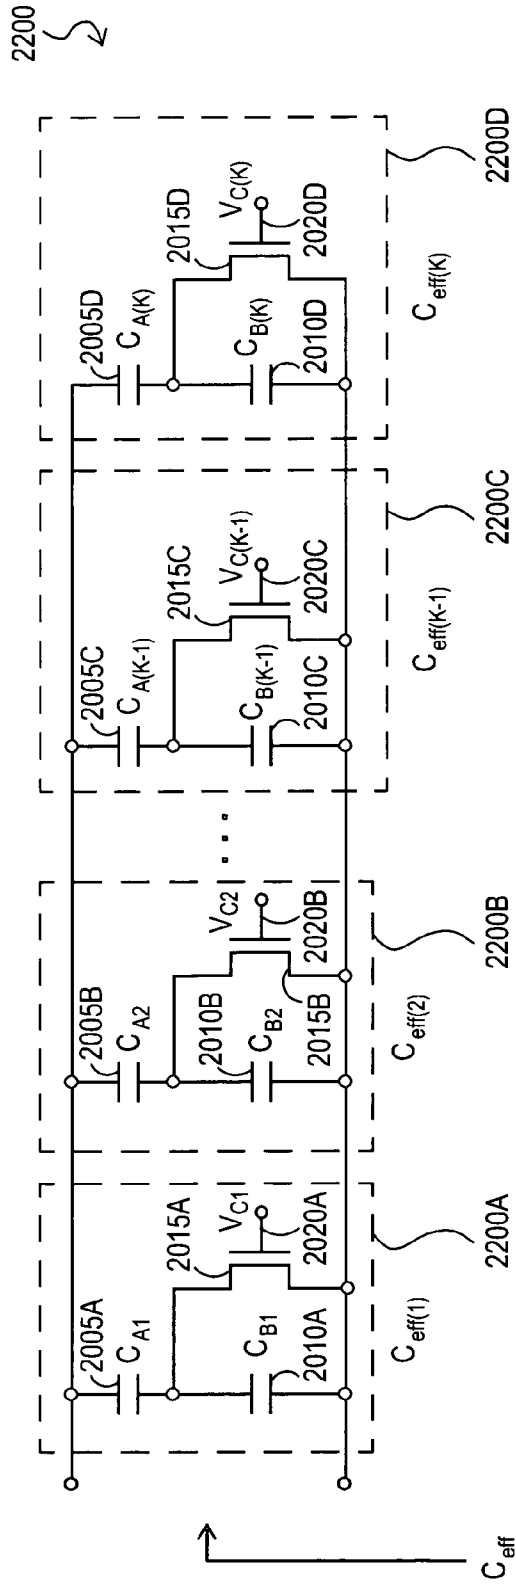 2200
2005A
C_A1
2015A
V_C1
C_B1
2010A
2020A
C_eff(1)
2200A
2005B
C_A2
V_C2
2010B
C_B2
2015B
2020B
C_eff(2)
2200B
. . .
2005C
C_A(K-1)
2015C
V_C(K-1)
C_B(K-1)
2010C
2020C
C_eff(K-1)
2200C
2005D
C_A(K)
2015D
V_C(K)
C_B(K)
2010D
2020D
C_eff(K)
2200D
C_eff